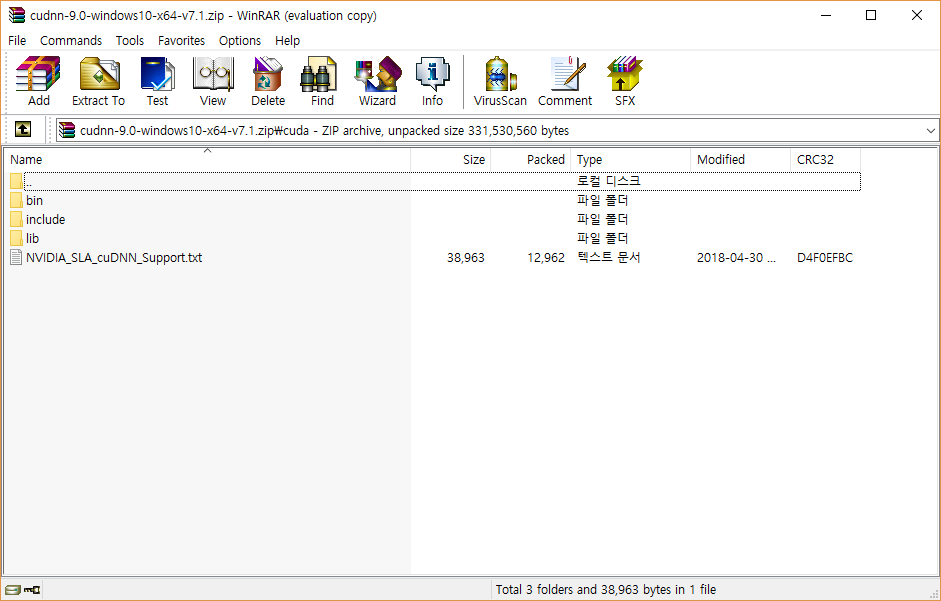 cudnn-9.0-windows10-x64-v7.1.zip - WinRAR (evaluation copy)
File Commands Tools Favorites Options Help
Add Extract To Test View Delete Find Wizard Info VirusScan Comment SFX
cudnn-9.0-windows10-x64-v7.1.zip₩cuda - ZIP archive, unpacked size 331,530,560 bytes
Name Size Packed Type Modified CRC32
.. 로컬 디스크
bin 파일 폴더
include 파일 폴더
lib 파일 폴더
NVIDIA_SLA_cuDNN_Support.txt 38,963 12,962 텍스트 문서 2018-04-30 ... D4F0EFBC
Total 3 folders and 38,963 bytes in 1 file